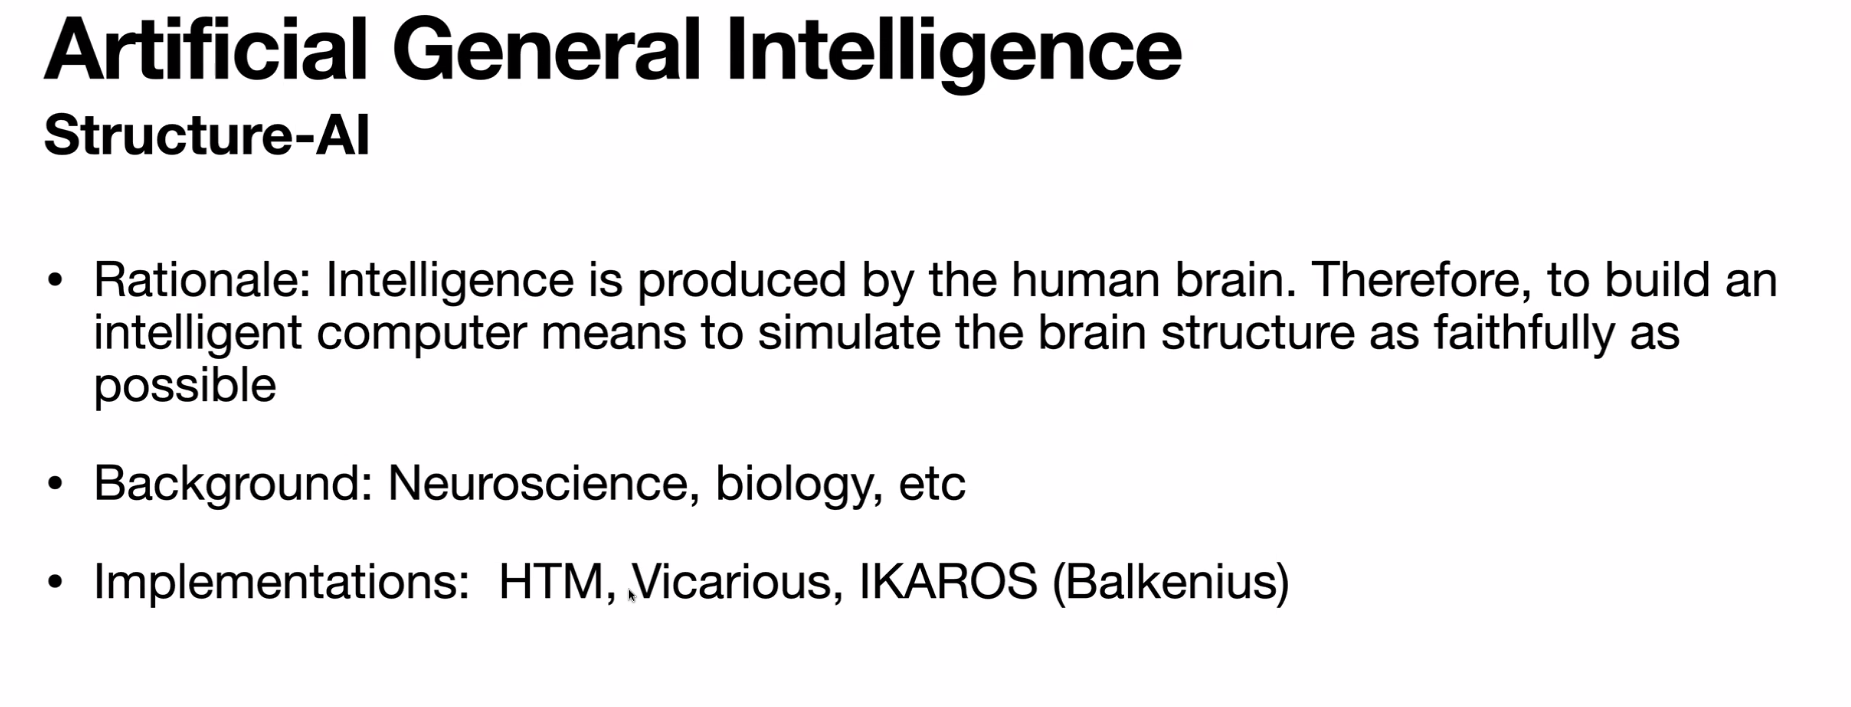 Artificial General Intelligence
Structure-AI
• Rationale: Intelligence is produced by the human brain. Therefore, to build an
intelligent computer means to simulate the brain structure as faithfully as
possible
• Background: Neuroscience, biology, etc
• Implementations:  HTM, Vicarious, IKAROS (Balkenius)